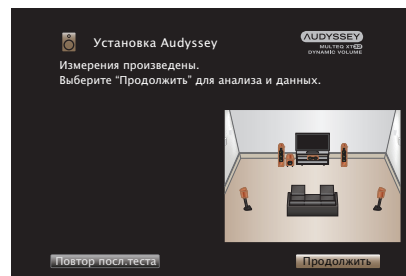 Установка Audyssey
AUDYSSEY
MULTEQ XT32
DYNAMIC VOLUME
Измерения произведены.
Выберите “Продолжить” для анализа и данных.
Повтор посл.теста
Продолжить